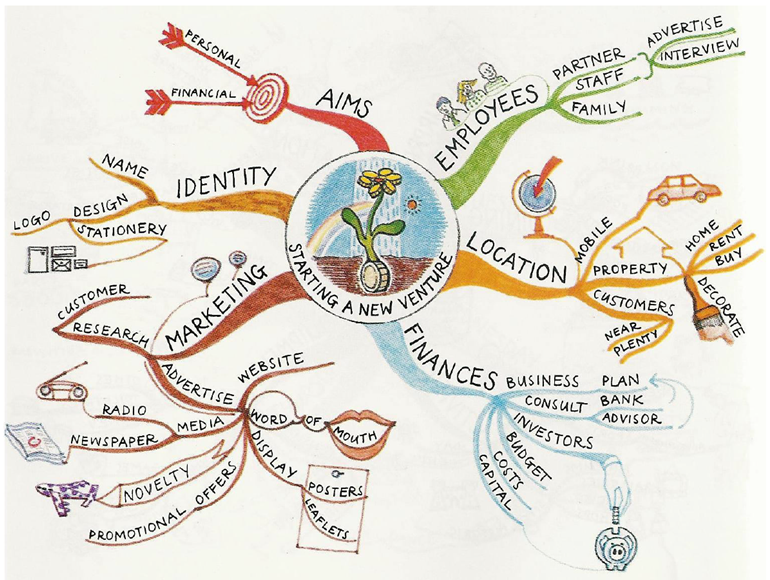 STARTING A NEW VENTURE
AIMS
PERSONAL
FINANCIAL
EMPLOYEES
PARTNER
STAFF
FAMILY
ADVERTISE
INTERVIEW
LOCATION
MOBILE
PROPERTY
HOME
RENT
BUY
DECORATE
CUSTOMERS
NEAR
PLENTY
FINANCES
BUSINESS PLAN
CONSULT BANK
ADVISOR
INVESTORS
BUDGET
COSTS
CAPITAL
MARKETING
CUSTOMER
RESEARCH
ADVERTISE
WEBSITE
WORD OF MOUTH
MEDIA
RADIO
NEWSPAPER
DISPLAY
POSTERS
LEAFLETS
NOVELTY
PROMOTIONAL OFFERS
IDENTITY
NAME
DESIGN
LOGO
STATIONERY